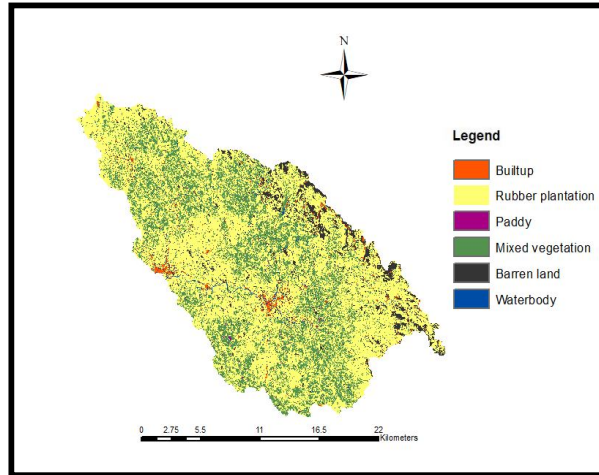 N
Legend
Builtup
Rubber plantation
Paddy
Mixed vegetation
Barren land
Waterbody
0 2.75 5.5 11 16.5 22
Kilometers